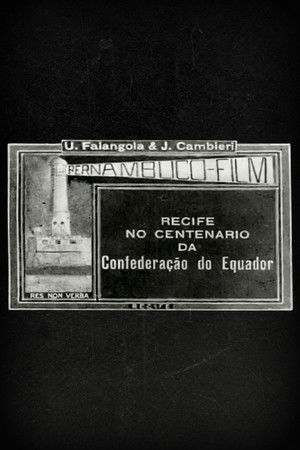 U. Falangola & J. Cambieri
PERNAMBUCO-FILM
RECIFE
NO CENTENARIO
DA
Confederação do Equador
RES NON VERBA
RECIFE